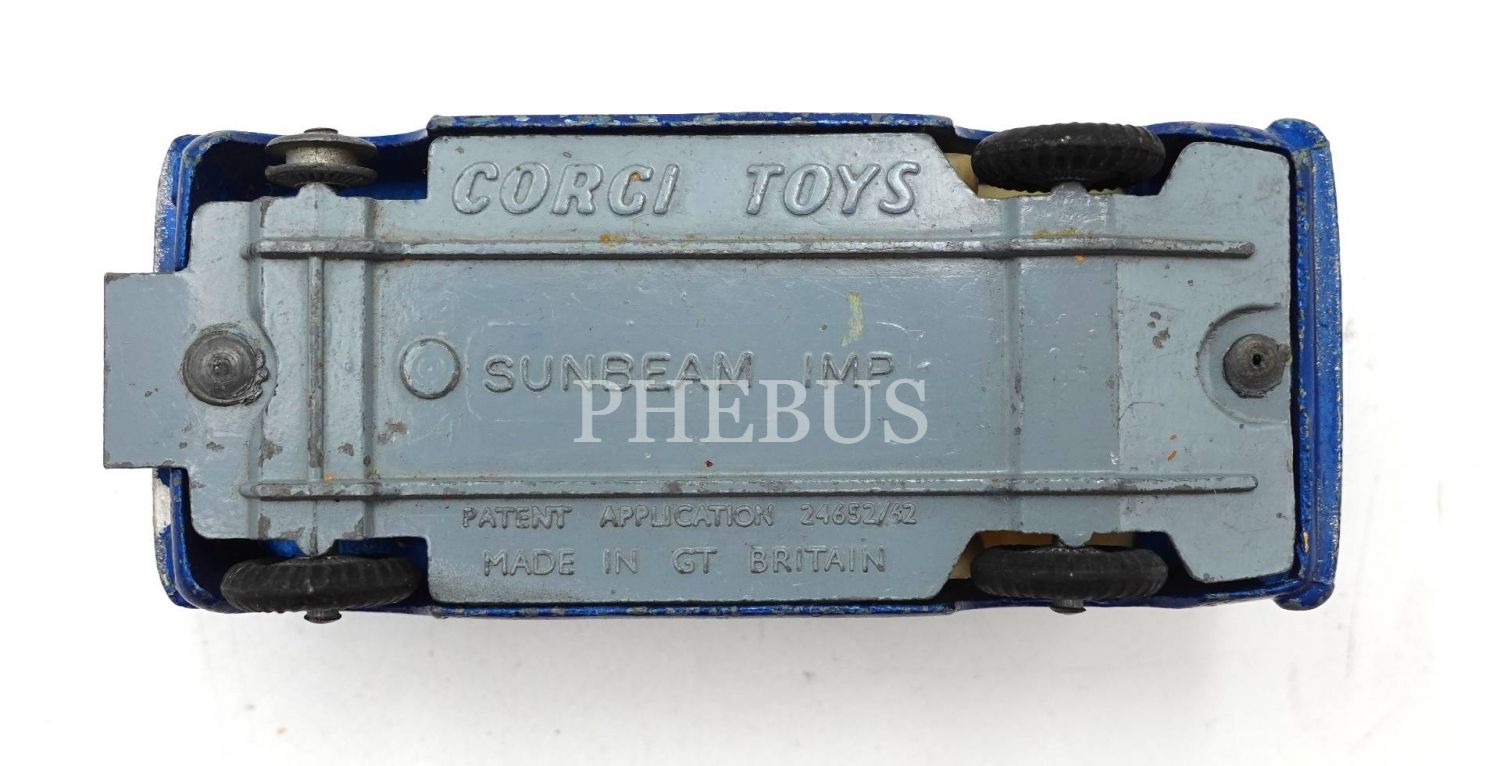 CORGI TOYS
SUNBEAM IMP
PHEBUS
PATENT APPLICATION 24652/62
MADE IN GT BRITAIN